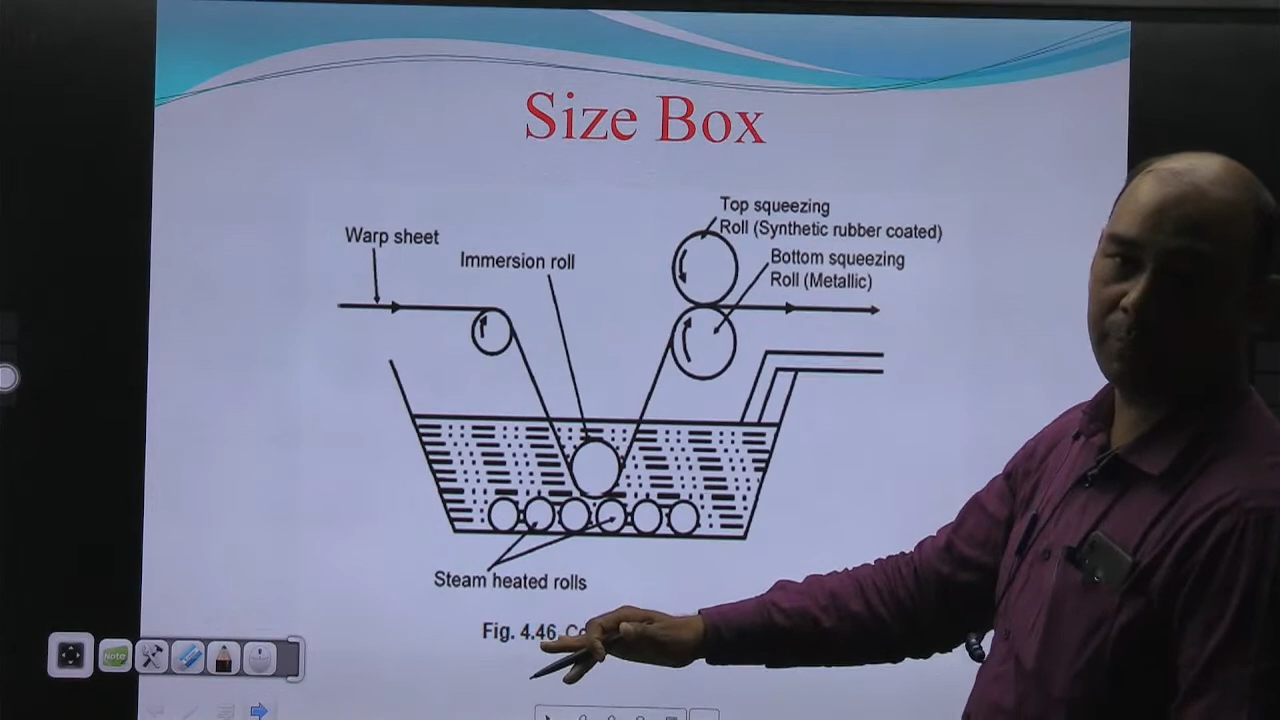 Size Box
Top squeezing
Roll (Synthetic rubber coated)
Warp sheet
Immersion roll
Bottom squeezing
Roll (Metallic)
Steam heated rolls
Fig. 4.46
Note